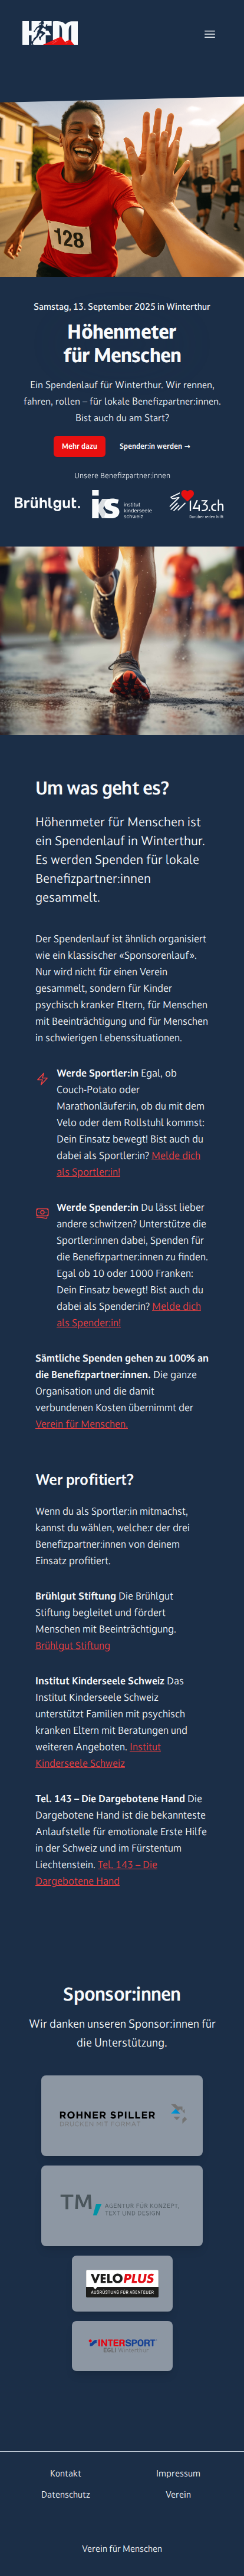 HFM
128
Samstag, 13. September 2025 in Winterthur
Höhenmeter
für Menschen
Ein Spendenlauf für Winterthur. Wir rennen,
fahren, rollen – für lokale Benefizpartner:innen.
Bist auch du am Start?
Mehr dazu
Spender:in werden →
Unsere Benefizpartner:innen
Brühlgut.
iks
institut
kinderseele
schweiz
143.ch
Darüber reden hilft
Um was geht es?
Höhenmeter für Menschen ist
ein Spendenlauf in Winterthur.
Es werden Spenden für lokale
Benefizpartner:innen
gesammelt.
Der Spendenlauf ist ähnlich organisiert
wie ein klassischer «Sponsorenlauf».
Nur wird nicht für einen Verein
gesammelt, sondern für Kinder
psychisch kranker Eltern, für Menschen
mit Beeinträchtigung und für Menschen
in schwierigen Lebenssituationen.
Werde Sportler:in Egal, ob
Couch-Potato oder
Marathonläufer:in, ob du mit dem
Velo oder dem Rollstuhl kommst:
Dein Einsatz bewegt! Bist auch du
dabei als Sportler:in? Melde dich
als Sportler:in!
Werde Spender:in Du lässt lieber
andere schwitzen? Unterstütze die
Sportler:innen dabei, Spenden für
die Benefizpartner:innen zu finden.
Egal ob 10 oder 1000 Franken:
Dein Einsatz bewegt! Bist auch du
dabei als Spender:in? Melde dich
als Spender:in!
Sämtliche Spenden gehen zu 100% an
die Benefizpartner:innen. Die ganze
Organisation und die damit
verbundenen Kosten übernimmt der
Verein für Menschen.
Wer profitiert?
Wenn du als Sportler:in mitmachst,
kannst du wählen, welche:r der drei
Benefizpartner:innen von deinem
Einsatz profitiert.
Brühlgut Stiftung Die Brühlgut
Stiftung begleitet und fördert
Menschen mit Beeinträchtigung.
Brühlgut Stiftung
Institut Kinderseele Schweiz Das
Institut Kinderseele Schweiz
unterstützt Familien mit psychisch
kranken Eltern mit Beratungen und
weiteren Angeboten. Institut
Kinderseele Schweiz
Tel. 143 – Die Dargebotene Hand Die
Dargebotene Hand ist die bekannteste
Anlaufstelle für emotionale Erste Hilfe
in der Schweiz und im Fürstentum
Liechtenstein. Tel. 143 – Die
Dargebotene Hand
Sponsor:innen
Wir danken unseren Sponsor:innen für
die Unterstützung.
ROHNER SPILLER
DRUCKEN MIT FORMAT
TM,
AGENTUR FÜR KONZEPT,
TEXT UND DESIGN
VELOPLUS
AUSRÜSTUNG FÜR ABENTEUER
INTERSPORT
EGLI Winterthur
Kontakt
Impressum
Datenschutz
Verein
Verein für Menschen